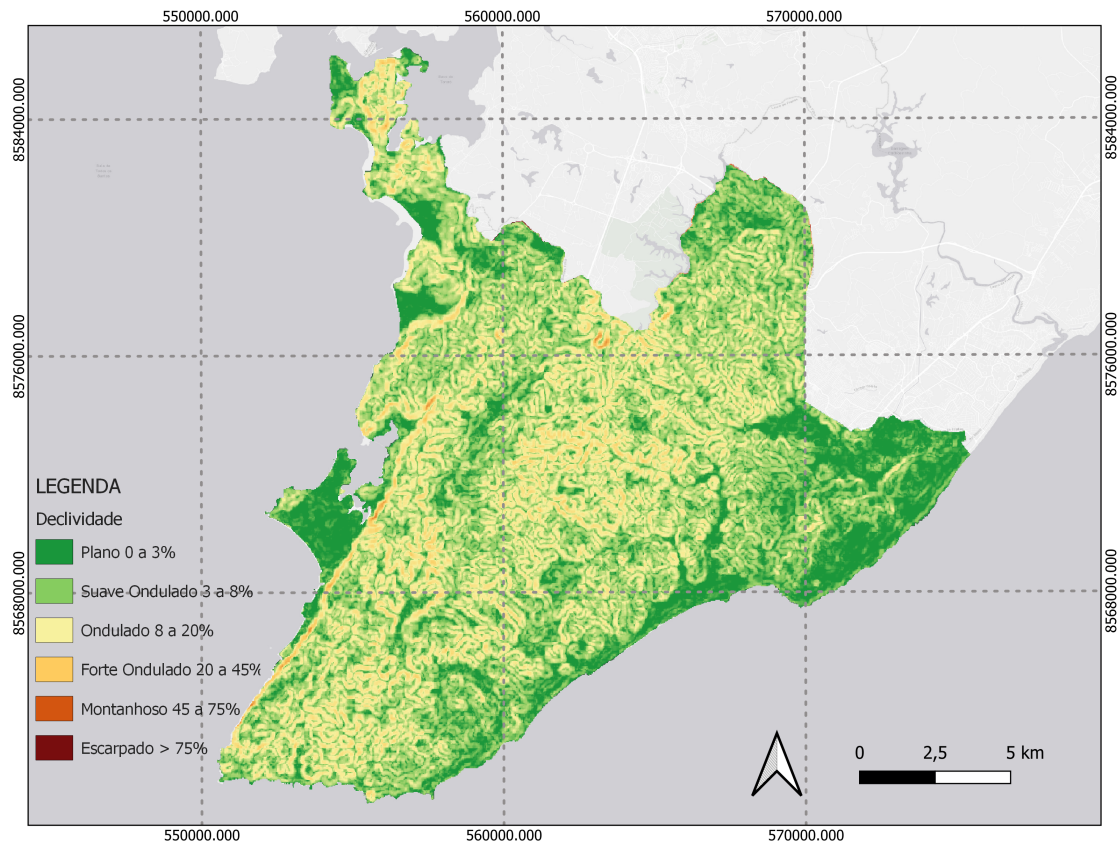 550000.000 560000.000 570000.000
8584000.000 8584000.000
8576000.000 8576000.000
8568000.000 8568000.000
LEGENDA
Declividade
Plano 0 a 3%
Suave Ondulado 3 a 8%
Ondulado 8 a 20%
Forte Ondulado 20 a 45%
Montanhoso 45 a 75%
Escarpado > 75%
0 2,5 5 km
550000.000 560000.000 570000.000